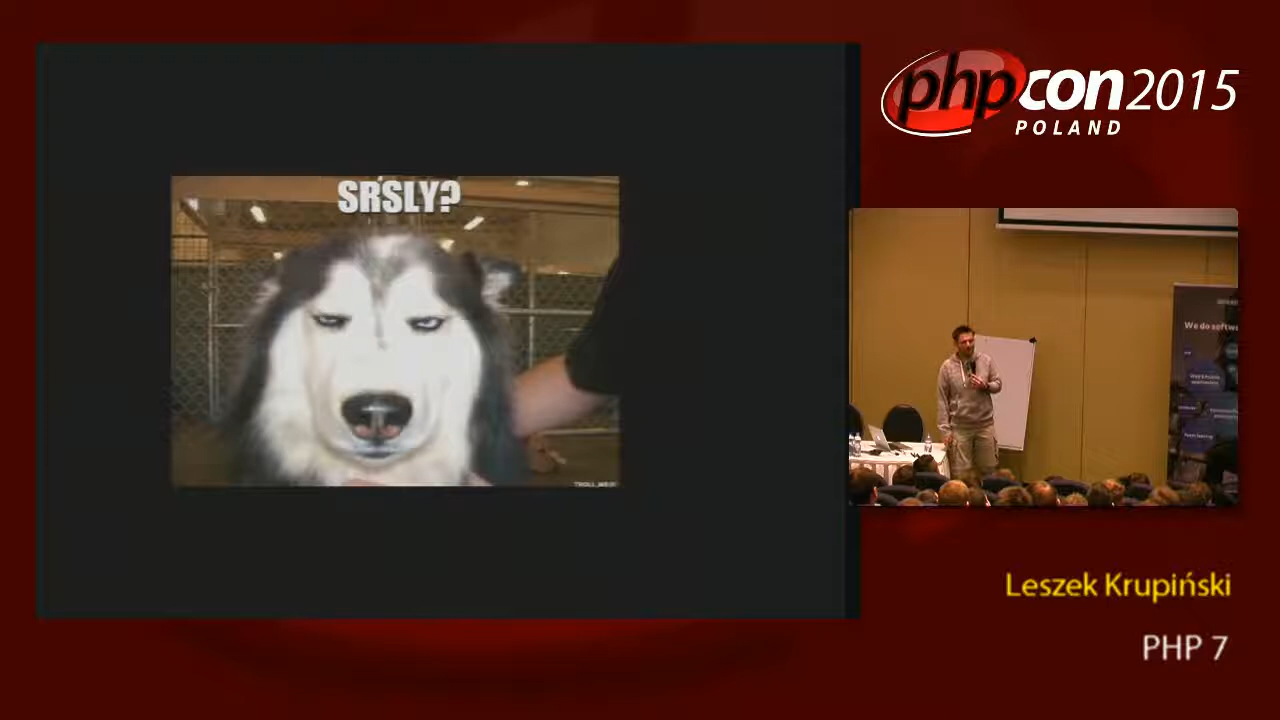 SRSLY?
phpcon2015
POLAND
We do softw
Leszek Krupiński
PHP 7